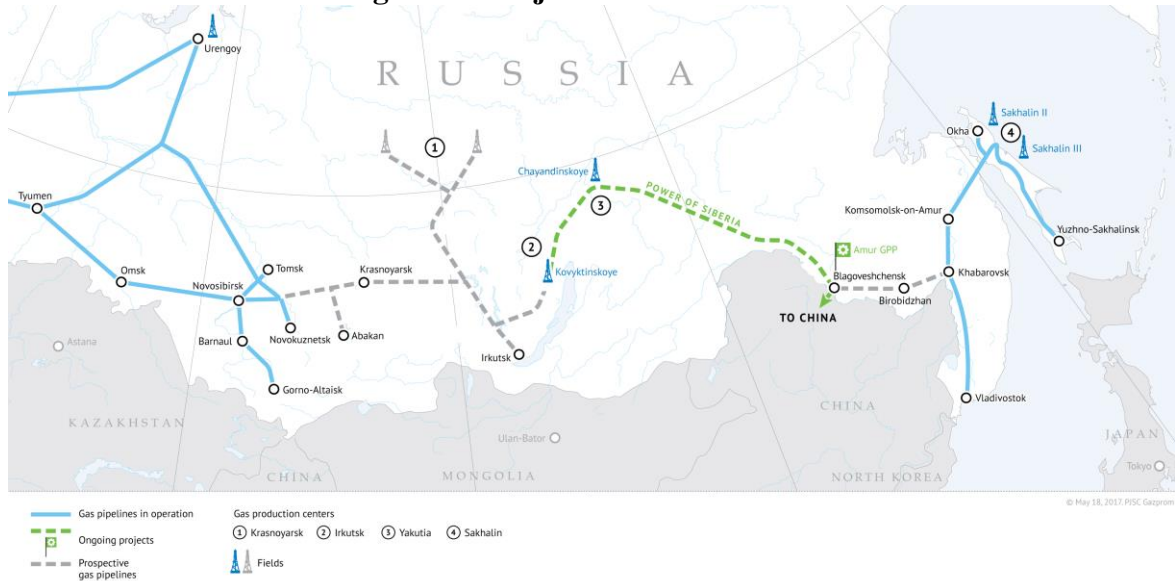 Urengoy
RUSSIA
1
Okha
Sakhalin II
4
Sakhalin III
Chayandinskoye
POWER OF SIBERIA
3
Tyumen
Komsomolsk-on-Amur
Yuzhno-Sakhalinsk
2
Amur GPP
Omsk
Tomsk
Krasnoyarsk
Kovyktinskoye
Blagoveshchensk
Khabarovsk
Novosibirsk
Birobidzhan
TO CHINA
Astana
Barnaul
Novokuznetsk
Abakan
Irkutsk
Gorno-Altaisk
Vladivostok
KAZAKHSTAN
CHINA
JAPAN
Ulan-Bator
Tokyo
CHINA
MONGOLIA
NORTH KOREA
© May 18, 2017. PJSC Gazprom
Gas pipelines in operation
Gas production centers
Ongoing projects
1 Krasnoyarsk 2 Irkutsk 3 Yakutia 4 Sakhalin
Prospective
gas pipelines
Fields